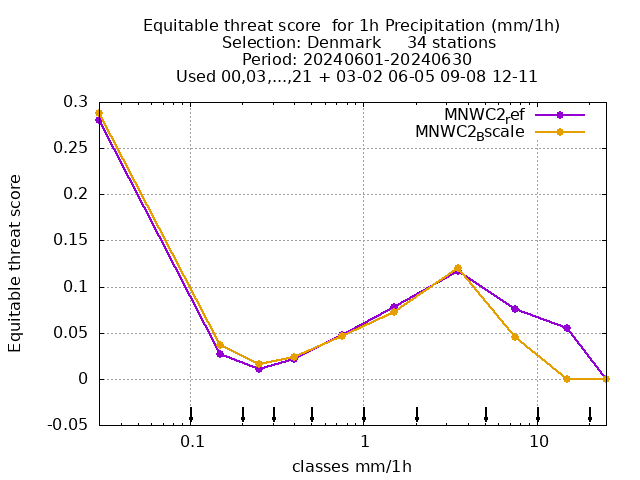 Equitable threat score  for 1h Precipitation (mm/1h)
Selection: Denmark     34 stations
Period: 20240601-20240630
Used 00,03,...,21 + 03-02 06-05 09-08 12-11
MNWC2ref
MNWC2Bscale
0.3
0.25
0.2
0.15
0.1
0.05
0
-0.05
Equitable threat score
0.1 1 10
classes mm/1h